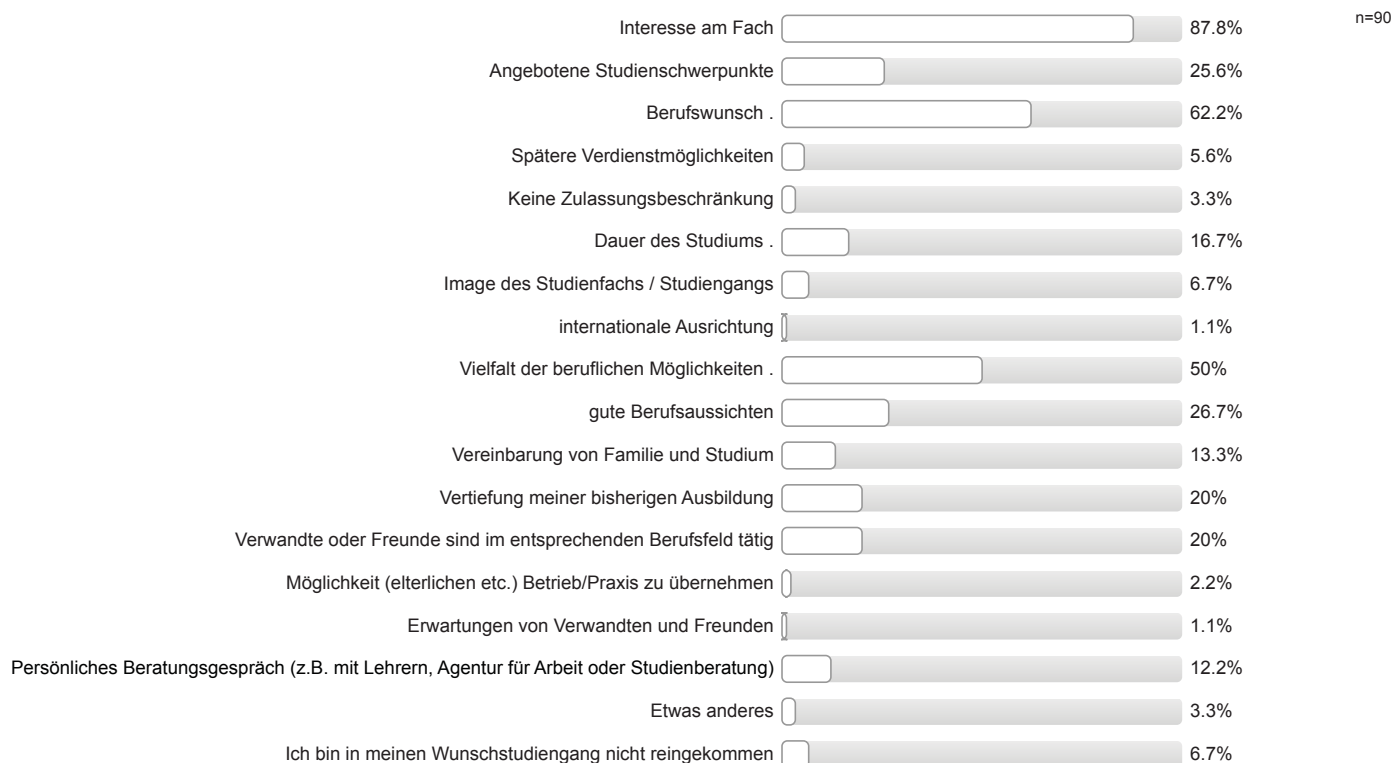 n=90
Interesse am Fach 87.8%
Angebotene Studienschwerpunkte 25.6%
Berufswunsch . 62.2%
Spätere Verdienstmöglichkeiten 5.6%
Keine Zulassungsbeschränkung 3.3%
Dauer des Studiums . 16.7%
Image des Studienfachs / Studiengangs 6.7%
internationale Ausrichtung 1.1%
Vielfalt der beruflichen Möglichkeiten . 50%
gute Berufsaussichten 26.7%
Vereinbarung von Familie und Studium 13.3%
Vertiefung meiner bisherigen Ausbildung 20%
Verwandte oder Freunde sind im entsprechenden Berufsfeld tätig 20%
Möglichkeit (elterlichen etc.) Betrieb/Praxis zu übernehmen 2.2%
Erwartungen von Verwandten und Freunden 1.1%
Persönliches Beratungsgespräch (z.B. mit Lehrern, Agentur für Arbeit oder Studienberatung) 12.2%
Etwas anderes 3.3%
Ich bin in meinen Wunschstudiengang nicht reingekommen 6.7%